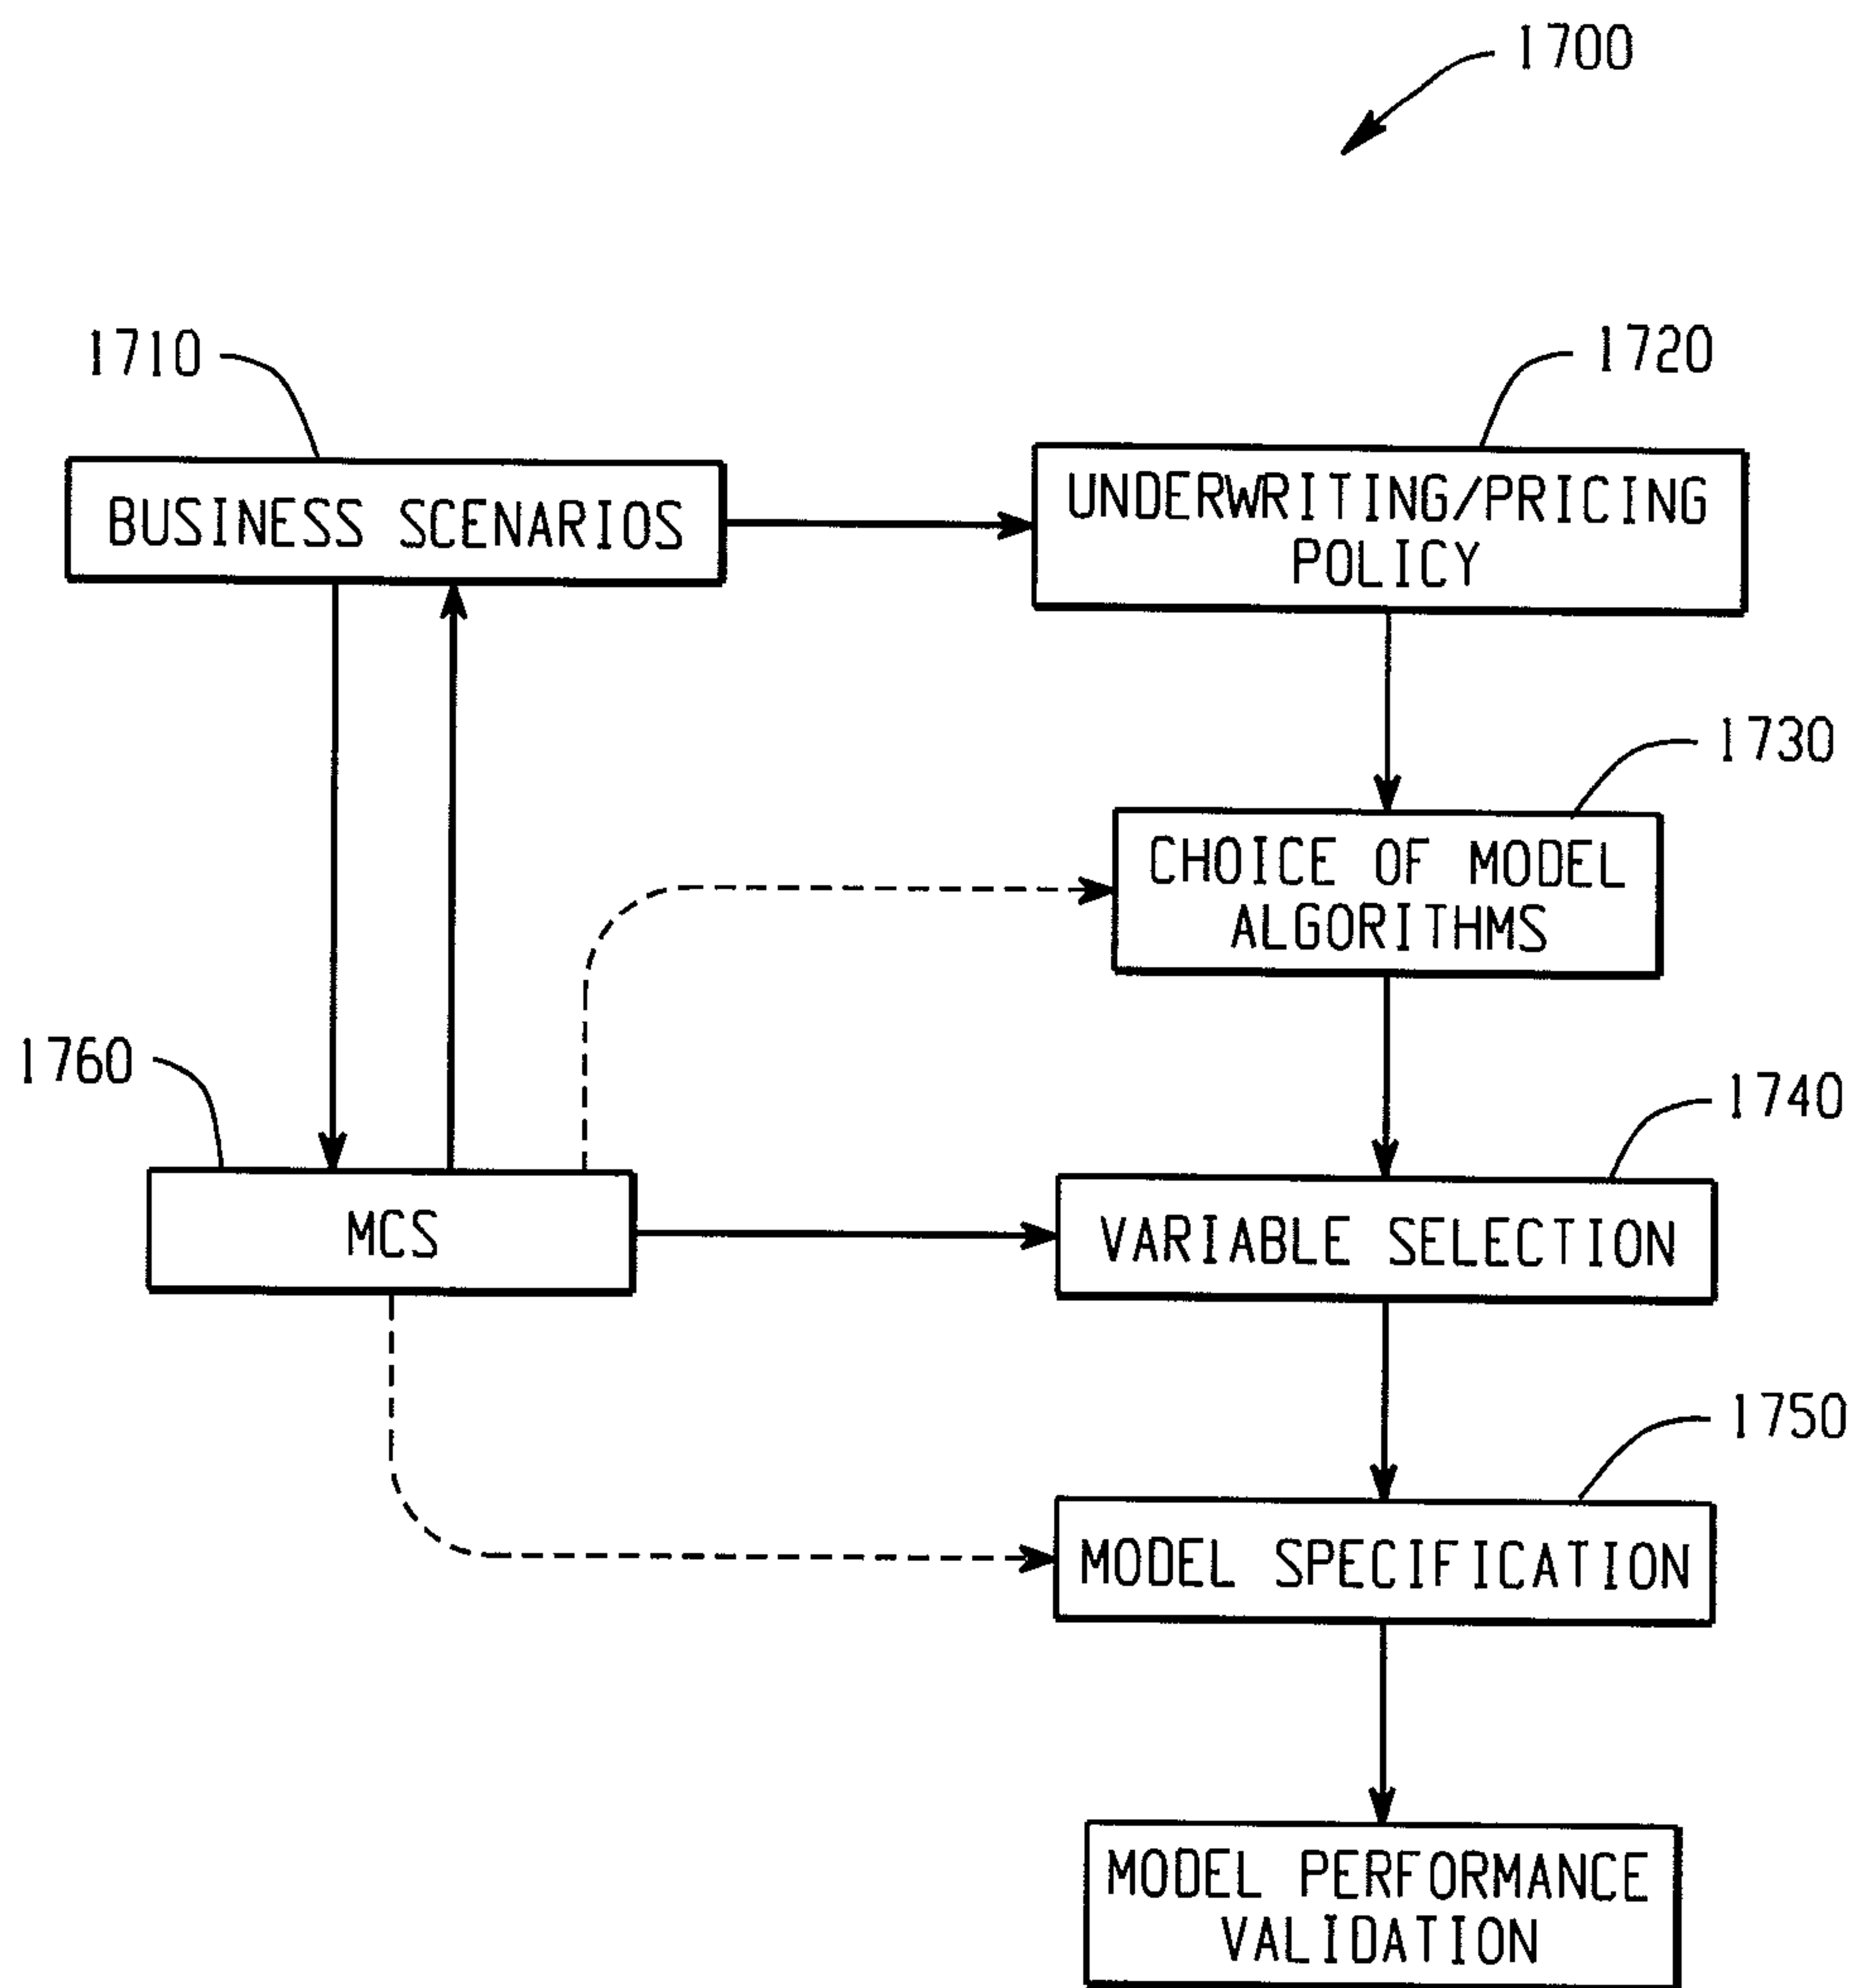 1700
1710
1720
BUSINESS SCENARIOS
UNDERWRITING/PRICING
POLICY
1730
CHOICE OF MODEL
ALGORITHMS
1760
1740
MCS
VARIABLE SELECTION
1750
MODEL SPECIFICATION
MODEL PERFORMANCE
VALIDATION